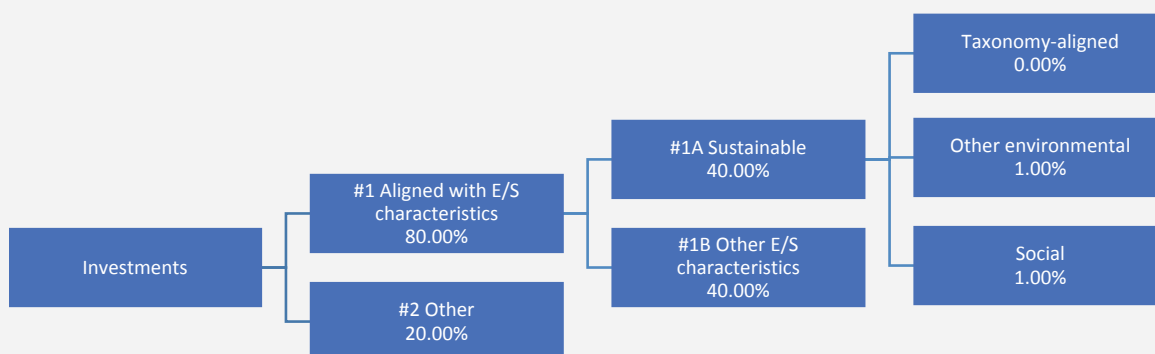 Investments
#1 Aligned with E/S
characteristics
80.00%
#2 Other
20.00%
#1A Sustainable
40.00%
#1B Other E/S
characteristics
40.00%
Taxonomy-aligned
0.00%
Other environmental
1.00%
Social
1.00%